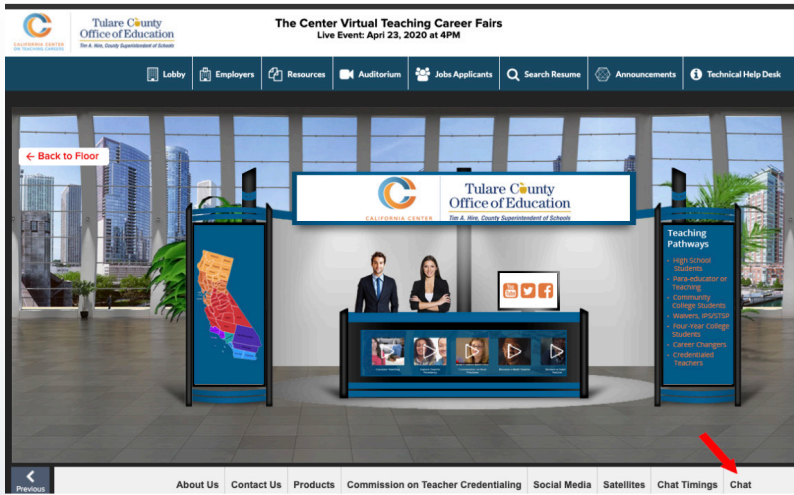 CALIFORNIA CENTER
ON TEACHING CAREERS
Tulare County
Office of Education
Tim A. Hire, County Superintendent of Schools
The Center Virtual Teaching Career Fairs
Live Event: Apri 23, 2020 at 4PM
Lobby
Employers
Resources
Auditorium
Jobs Applicants
Search Resume
Announcements
Technical Help Desk
← Back to Floor
CALIFORNIA CENTER
Tulare County
Office of Education
Tim A. Hire, County Superintendent of Schools
Teaching
Pathways
- High School
Students
- Para-educator or
Teaching
- Community
College Students
- Waivers, IPS/STSP
- Four-Year College
Students
- Career Changers
- Credentialed
Teachers
You
Tube
Previous
About Us
Contact Us
Products
Commission on Teacher Credentialing
Social Media
Satellites
Chat Timings
Chat